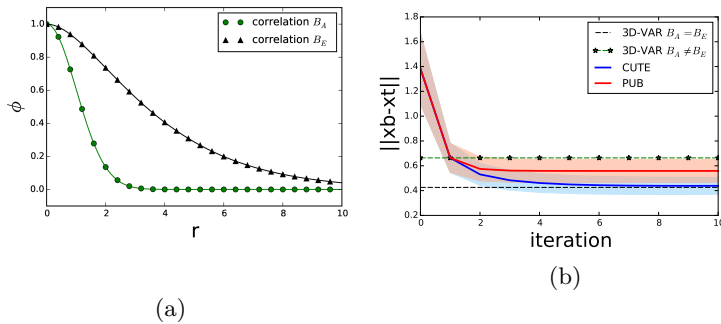 correlation B_A
correlation B_E
ϕ
1.0
0.8
0.6
0.4
0.2
0.0
0 2 4 6 8 10
r
(a)
3D-VAR B_A = B_E
3D-VAR B_A ≠ B_E
CUTE
PUB
||xb-xt||
1.8
1.6
1.4
1.2
1.0
0.8
0.6
0.4
0.2
0 2 4 6 8 10
iteration
(b)